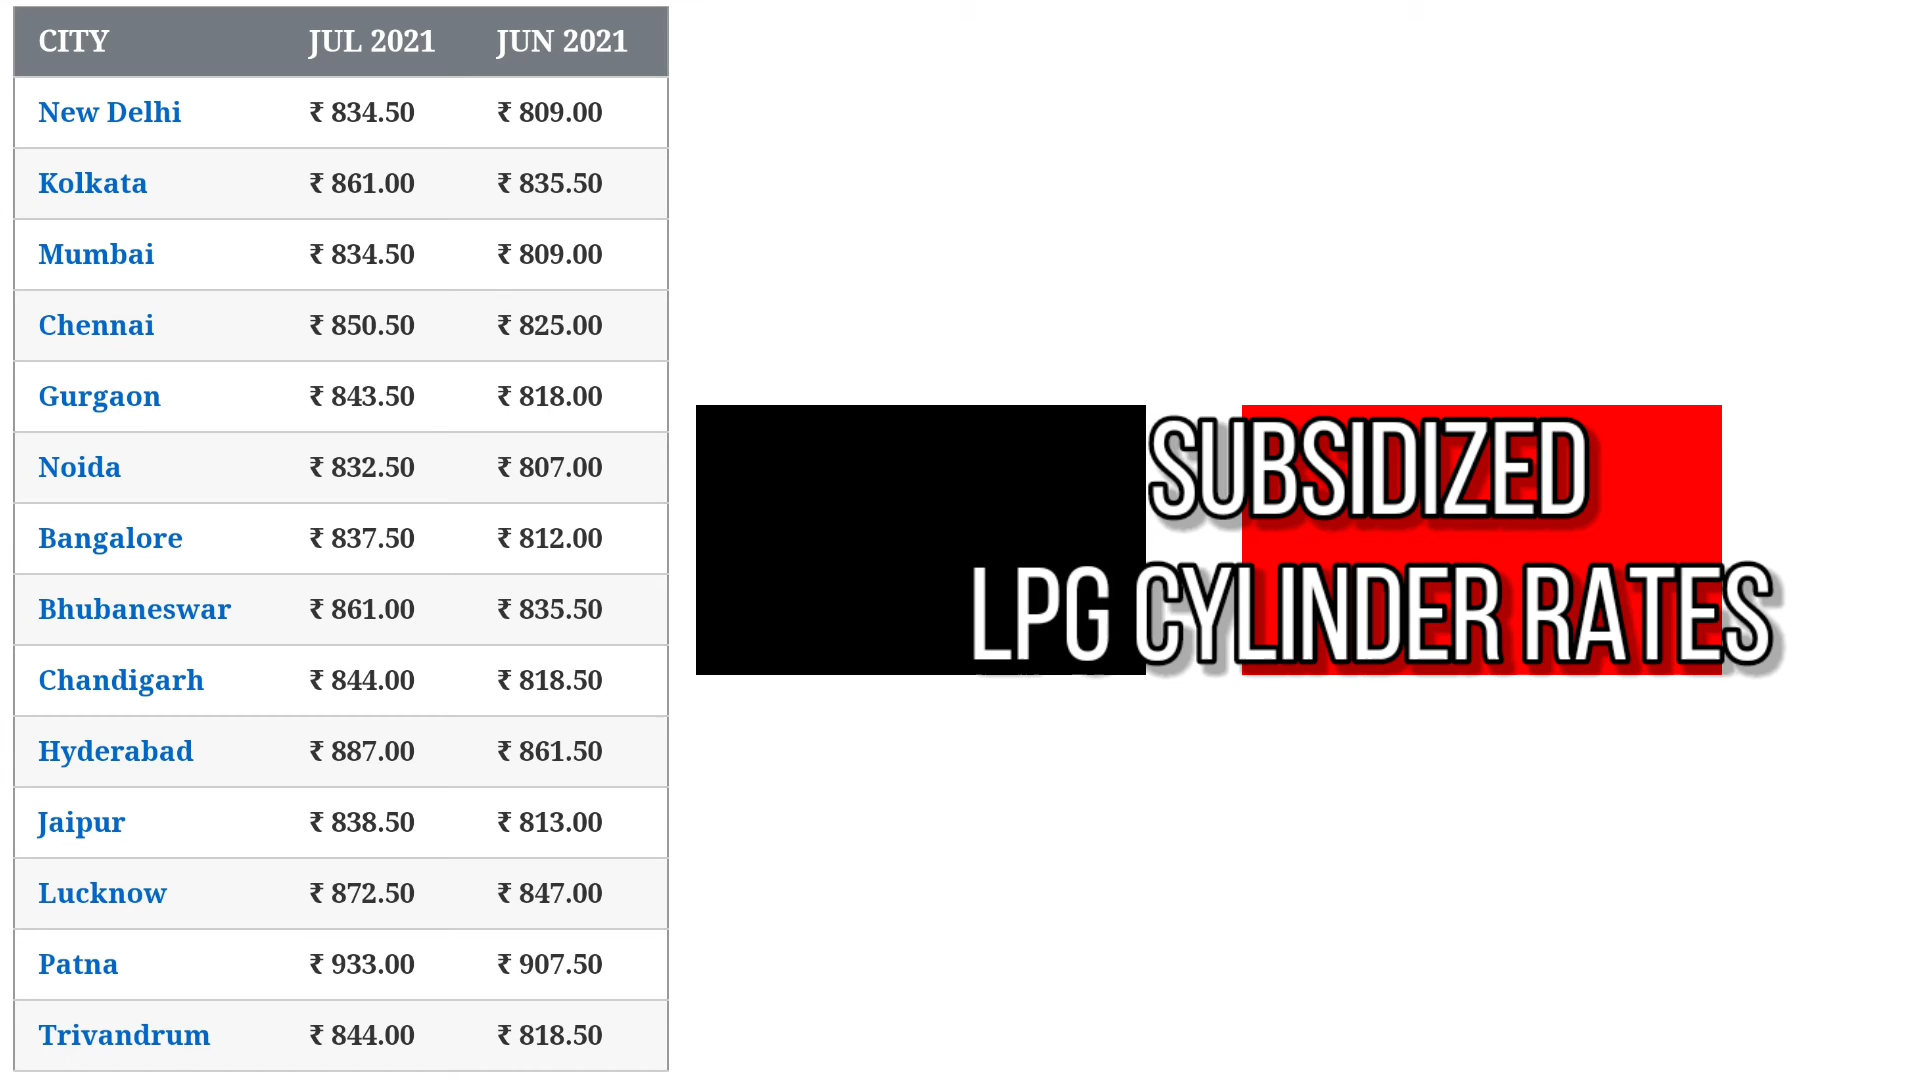 CITY JUL 2021 JUN 2021
New Delhi ₹ 834.50 ₹ 809.00
Kolkata ₹ 861.00 ₹ 835.50
Mumbai ₹ 834.50 ₹ 809.00
Chennai ₹ 850.50 ₹ 825.00
Gurgaon ₹ 843.50 ₹ 818.00
Noida ₹ 832.50 ₹ 807.00
Bangalore ₹ 837.50 ₹ 812.00
Bhubaneswar ₹ 861.00 ₹ 835.50
Chandigarh ₹ 844.00 ₹ 818.50
Hyderabad ₹ 887.00 ₹ 861.50
Jaipur ₹ 838.50 ₹ 813.00
Lucknow ₹ 872.50 ₹ 847.00
Patna ₹ 933.00 ₹ 907.50
Trivandrum ₹ 844.00 ₹ 818.50
SUBSIDIZED
LPG CYLINDER RATES